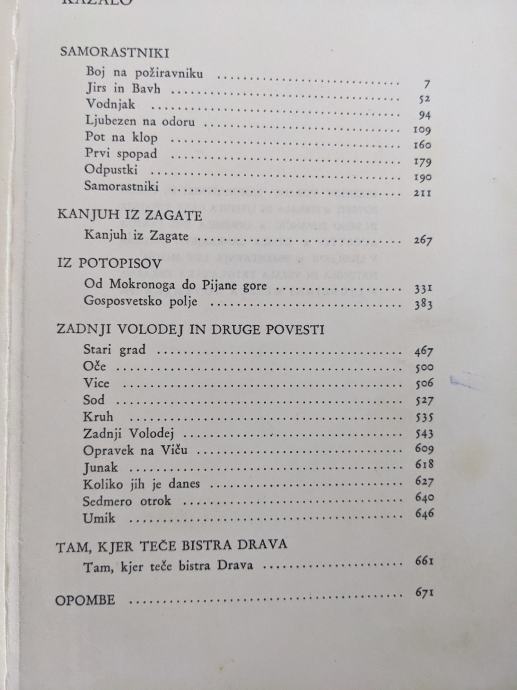 KAZALO
SAMORASTNIKI
Boj na požiravniku ........................ 7
Jirs in Bavh ........................ 52
Vodnjak ........................ 94
Ljubezen na odoru ........................ 109
Pot na klop ........................ 160
Prvi spopad ........................ 179
Odpustki ........................ 190
Samorastniki ........................ 211
KANJUH IZ ZAGATE
Kanjuh iz Zagate ........................ 267
IZ POTOPISOV
Od Mokronoga do Pijane gore ........................ 331
Gosposvetsko polje ........................ 383
ZADNJI VOLODEJ IN DRUGE POVESTI
Stari grad ........................ 467
Oče ........................ 500
Vice ........................ 506
Sod ........................ 527
Kruh ........................ 535
Zadnji Volodej ........................ 543
Opravek na Viču ........................ 609
Junak ........................ 618
Koliko jih je danes ........................ 627
Sedmero otrok ........................ 640
Umik ........................ 646
TAM, KJER TEČE BISTRA DRAVA
Tam, kjer teče bistra Drava ........................ 661
OPOMBE ........................ 671